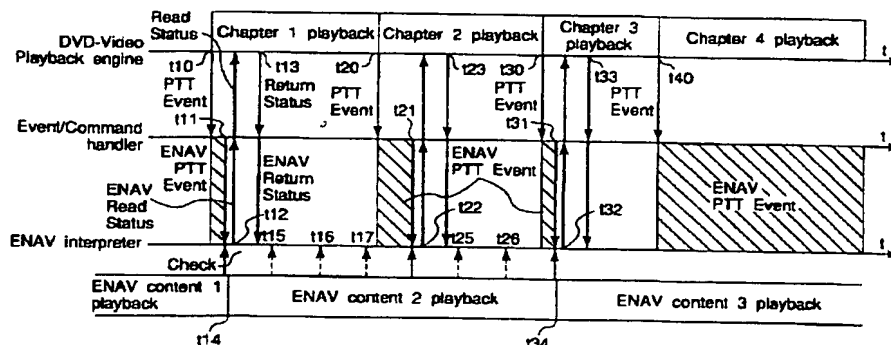 Read
Status
Chapter 1 playback
Chapter 2 playback
Chapter 3
playback
Chapter 4 playback
DVD-Video
Playback engine
t
t10
t13
t20
t23
t30
t33
t40
PTT
Event
Return
Status
PTT
Event
PTT
Event
PTT
Event
t11
t21
t31
Event/Command
handler
t
ENAV
PTT
Event
ENAV
Return
Status
ENAV
PTT Event
ENAV
PTT Event
ENAV
Read
Status
t12
t22
t32
ENAV interpreter
t15
t16
t17
t25
t26
t
Check
ENAV content 1
playback
ENAV content 2 playback
ENAV content 3 playback
t14
t34